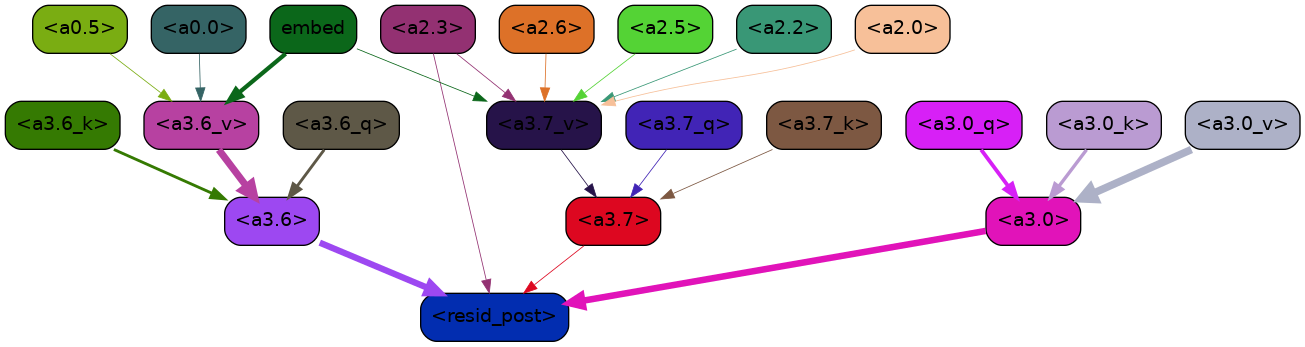 <a0.5> <a0.0> embed <a2.3> <a2.6> <a2.5> <a2.2> <a2.0>
<a3.6_k> <a3.6_v> <a3.6_q> <a3.7_v> <a3.7_q> <a3.7_k> <a3.0_q> <a3.0_k> <a3.0_v>
<a3.6> <a3.7> <a3.0>
<resid_post>